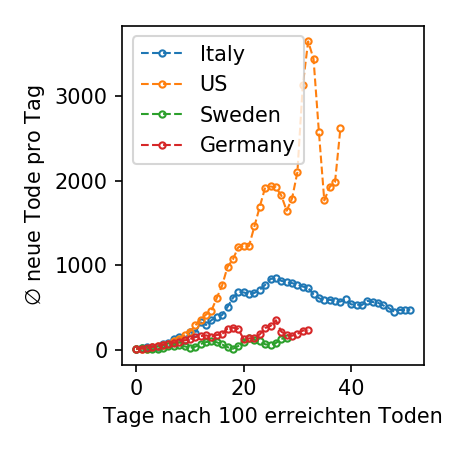 Italy
US
Sweden
Germany
∅ neue Tode pro Tag
3000
2000
1000
0
0 20 40
Tage nach 100 erreichten Toden